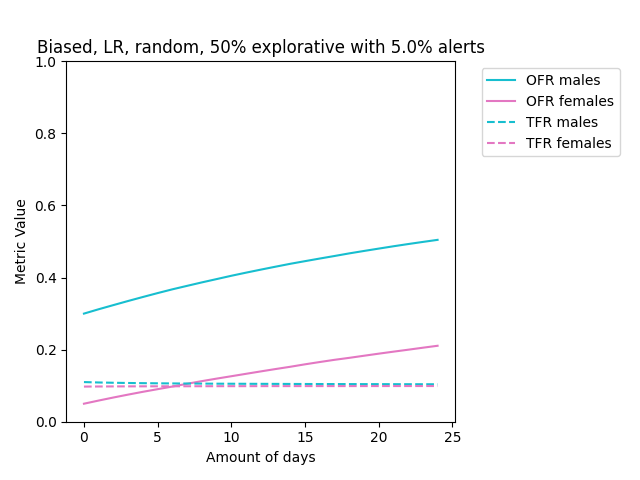 Biased, LR, random, 50% explorative with 5.0% alerts
OFR males
OFR females
TFR males
TFR females
Metric Value
1.0
0.8
0.6
0.4
0.2
0.0
0 5 10 15 20 25
Amount of days